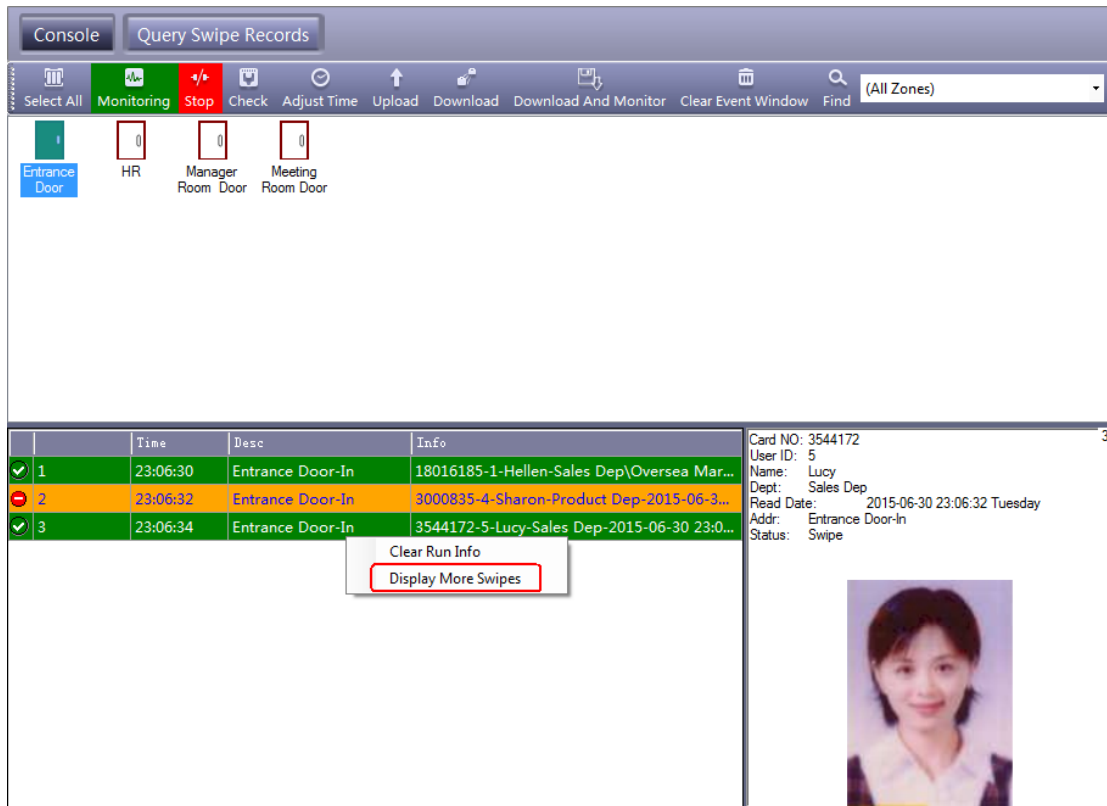 Console Query Swipe Records
Select All Monitoring Stop Check Adjust Time Upload Download Download And Monitor Clear Event Window Find (All Zones)
Entrance Door
HR
Manager Room Door
Meeting Room Door
Time Desc Info
1 23:06:30 Entrance Door-In 18016185-1-Hellen-Sales Dep\Oversea Mar...
2 23:06:32 Entrance Door-In 3000835-4-Sharon-Product Dep-2015-06-3...
3 23:06:34 Entrance Door-In 3544172-5-Lucy-Sales Dep-2015-06-30 23:0...
Clear Run Info
Display More Swipes
Card NO: 3544172
3
User ID: 5
Name: Lucy
Dept: Sales Dep
Read Date: 2015-06-30 23:06:32 Tuesday
Addr: Entrance Door-In
Status: Swipe